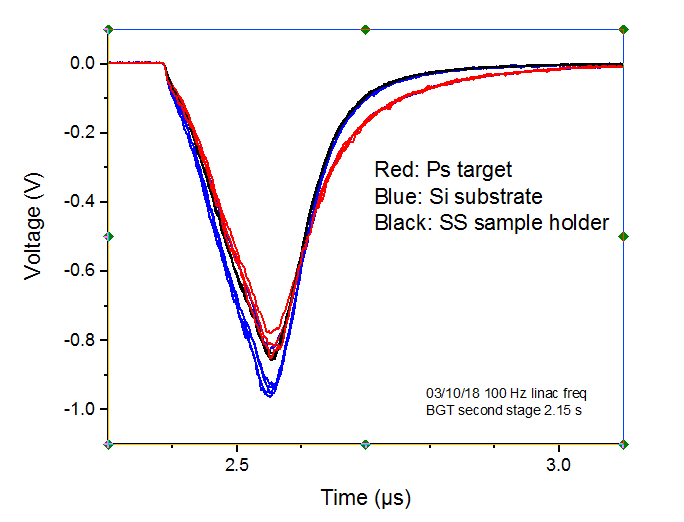 0.0
-0.2
-0.4
-0.6
-0.8
-1.0
Voltage (V)
Red: Ps target
Blue: Si substrate
Black: SS sample holder
03/10/18 100 Hz linac freq
BGT second stage 2.15 s
2.5
3.0
Time (µs)